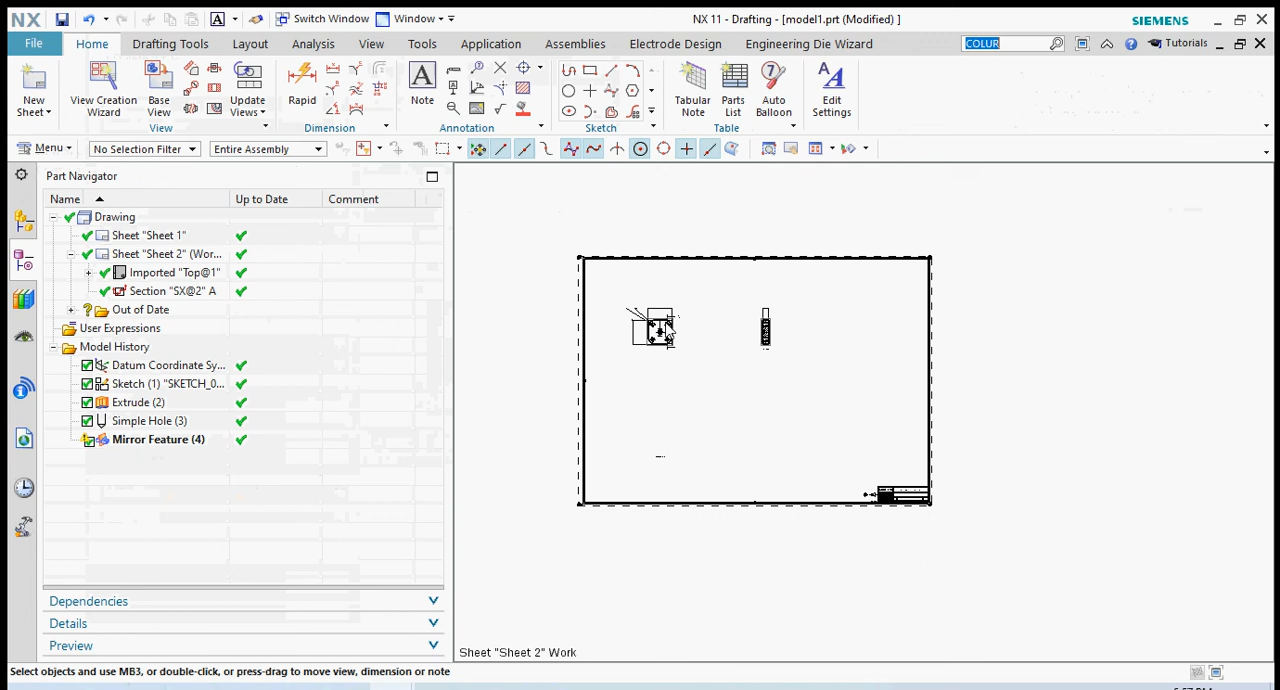 NX
Switch Window
Window
NX 11 - Drafting - [model1.prt (Modified) ]
SIEMENS
File
Home
Drafting Tools
Layout
Analysis
View
Tools
Application
Assemblies
Electrode Design
Engineering Die Wizard
COLUR
Tutorials
New
Sheet
View Creation
Wizard
Base
View
Update
Views
View
Rapid
Dimension
A
Note
Annotation
Sketch
Tabular
Note
Parts
List
Auto
Balloon
Table
Edit
Settings
Menu
No Selection Filter
Entire Assembly
Part Navigator
Name
Up to Date
Comment
Drawing
Sheet "Sheet 1"
Sheet "Sheet 2" (Wor...
Imported "Top@1"
Section "SX@2" A
Out of Date
User Expressions
Model History
Datum Coordinate Sy...
Sketch (1) "SKETCH_0...
Extrude (2)
Simple Hole (3)
Mirror Feature (4)
Dependencies
Details
Preview
Sheet "Sheet 2" Work
Select objects and use MB3, or double-click, or press-drag to move view, dimension or note